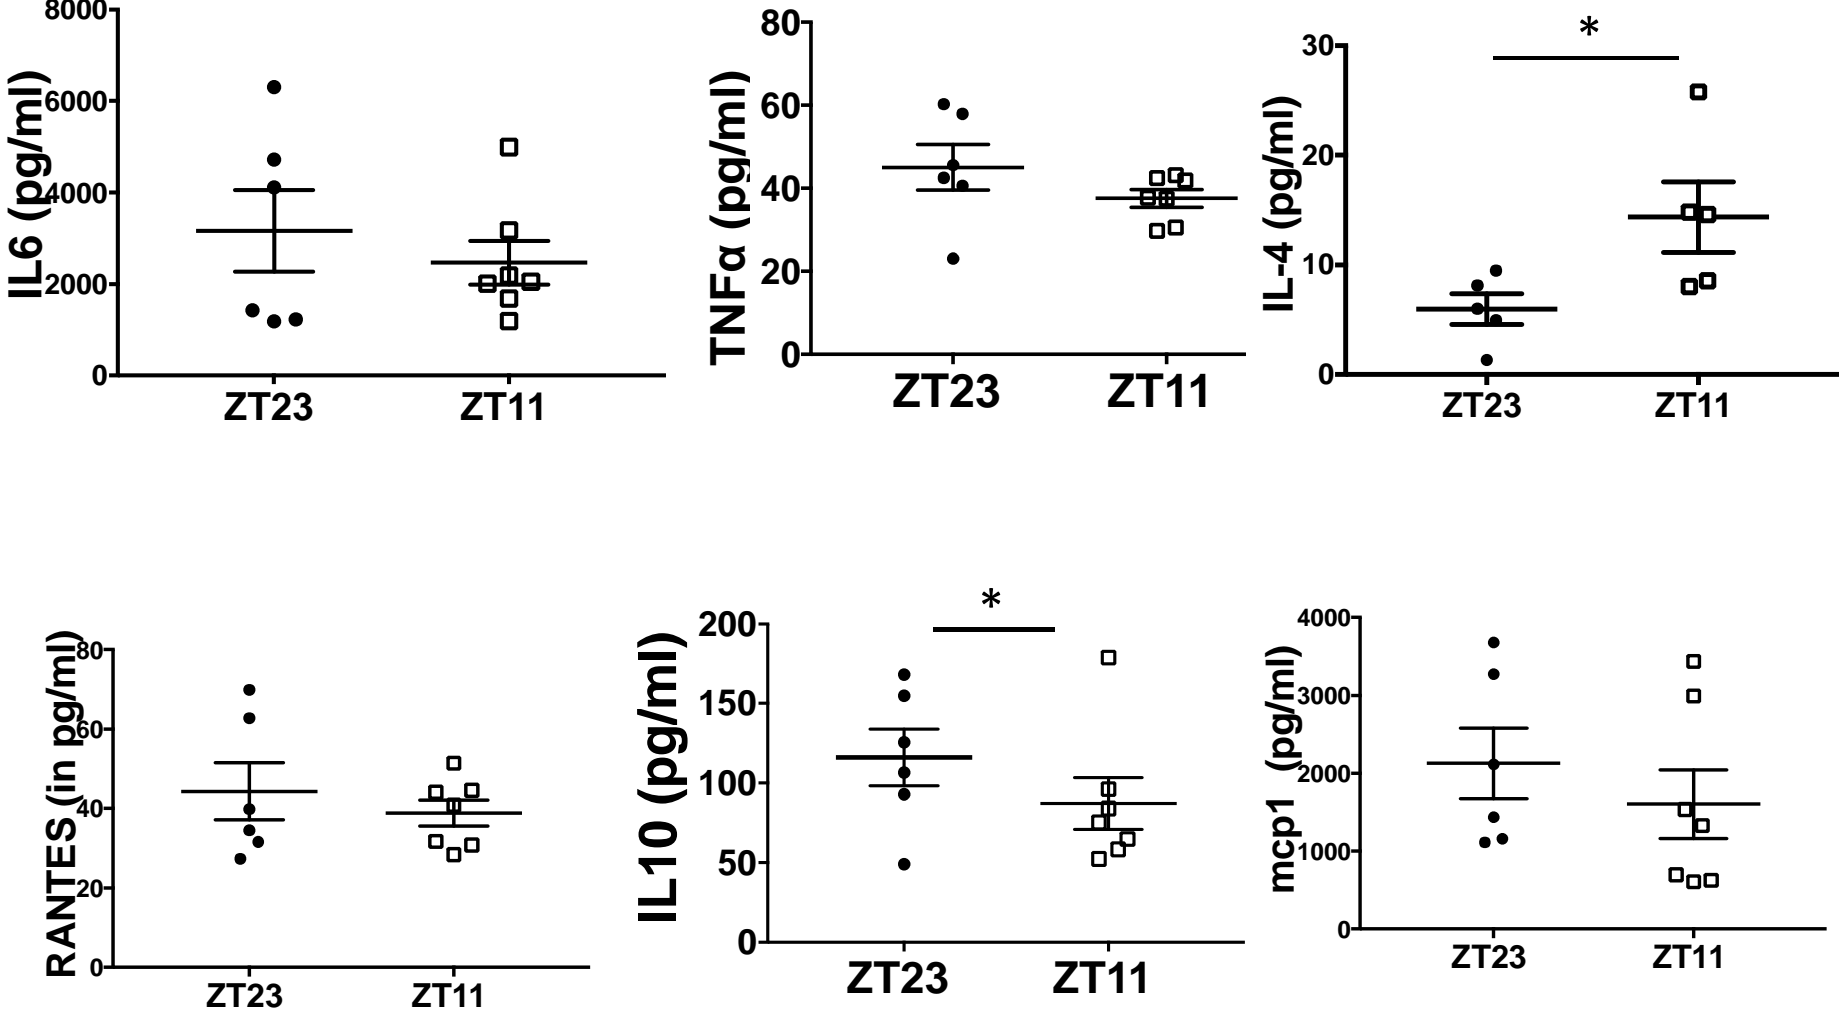 8000
6000
4000
2000
0
IL6 (pg/ml)
ZT23
ZT11
80
60
40
20
0
TNFα (pg/ml)
ZT23
ZT11
*
30
20
10
0
IL-4 (pg/ml)
ZT23
ZT11
80
60
40
20
0
RANTES (in pg/ml)
ZT23
ZT11
*
200
150
100
50
0
IL10 (pg/ml)
ZT23
ZT11
4000
3000
2000
1000
0
mcp1 (pg/ml)
ZT23
ZT11